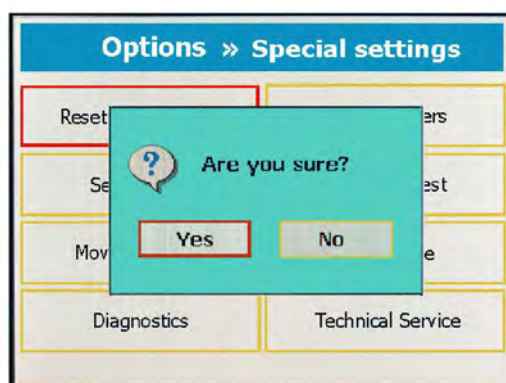 Options » Special settings
Reset
ers
?
Are you sure?
Se
est
Yes
No
Mov
e
Diagnostics
Technical Service